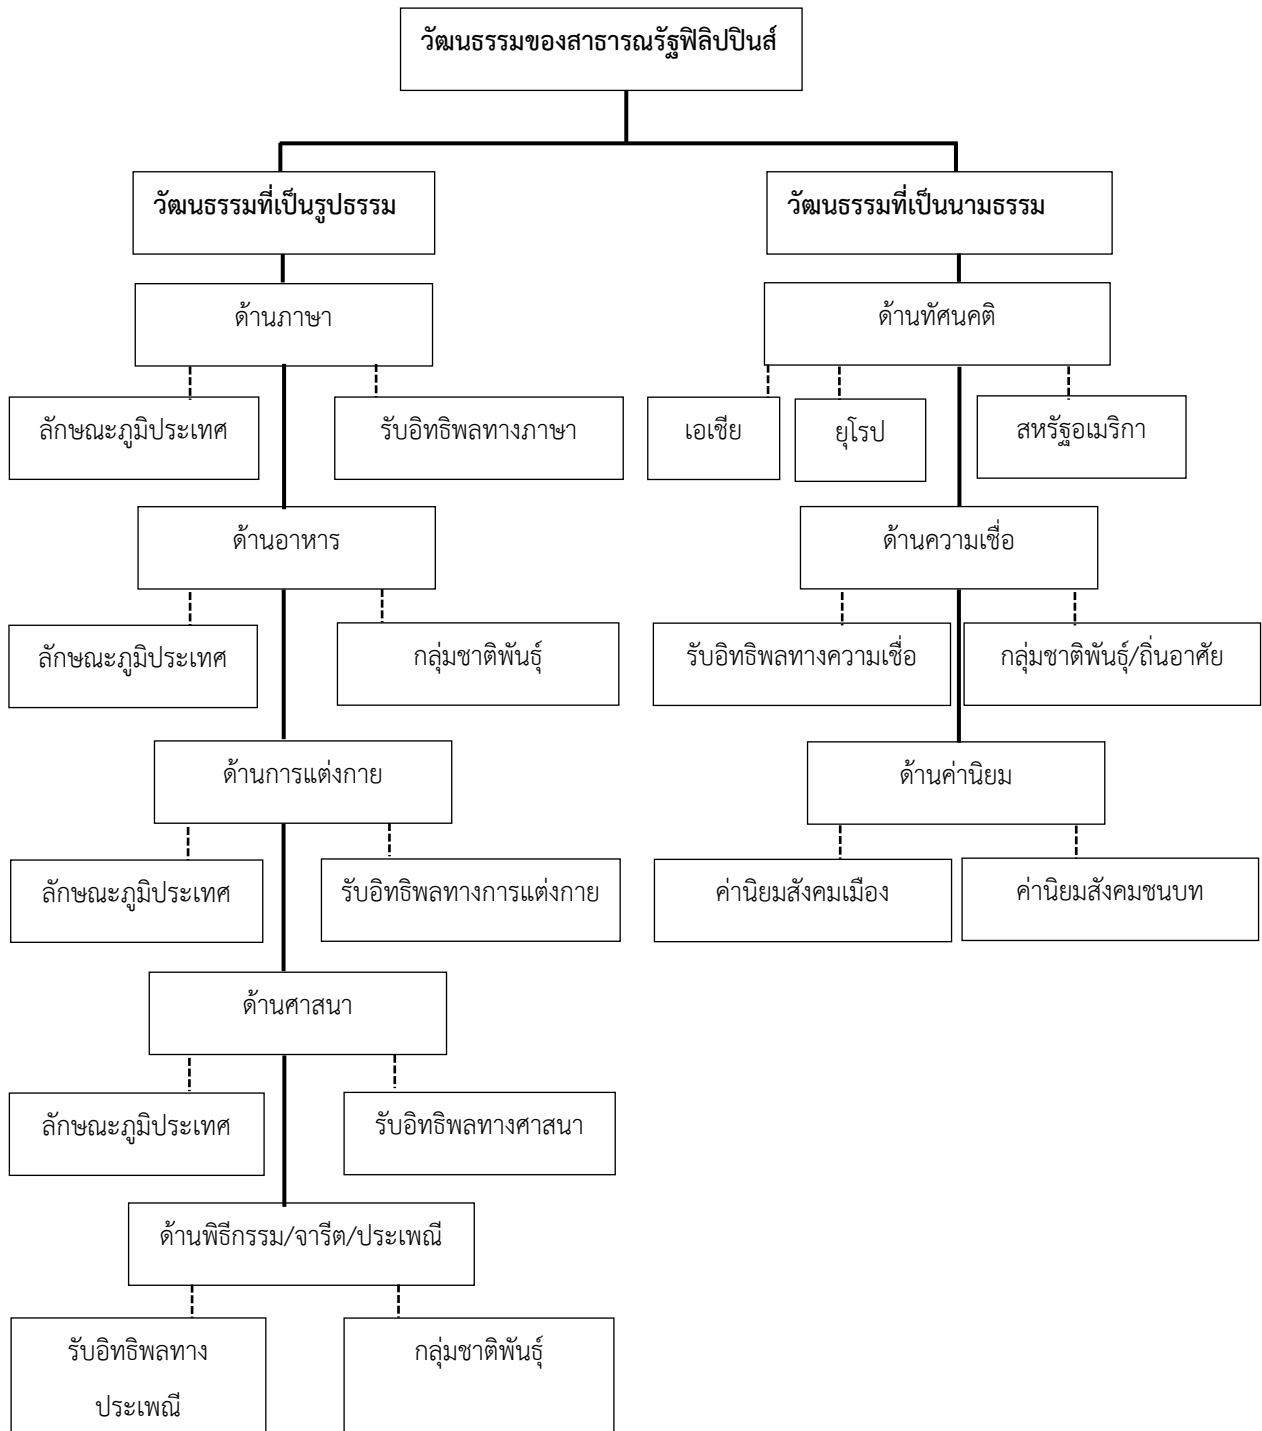 วัฒนธรรมของสาธารณรัฐฟิลิปปินส์
วัฒนธรรมที่เป็นรูปธรรม
วัฒนธรรมที่เป็นนามธรรม
ด้านภาษา
ด้านทัศนคติ
ลักษณะภูมิประเทศ
รับอิทธิพลทางภาษา
เอเชีย
ยุโรป
สหรัฐอเมริกา
ด้านอาหาร
ด้านความเชื่อ
ลักษณะภูมิประเทศ
กลุ่มชาติพันธุ์
รับอิทธิพลทางความเชื่อ
กลุ่มชาติพันธุ์/ถิ่นอาศัย
ด้านการแต่งกาย
ด้านค่านิยม
ลักษณะภูมิประเทศ
รับอิทธิพลทางการแต่งกาย
ค่านิยมสังคมเมือง
ค่านิยมสังคมชนบท
ด้านศาสนา
ลักษณะภูมิประเทศ
รับอิทธิพลทางศาสนา
ด้านพิธีกรรม/จารีต/ประเพณี
รับอิทธิพลทาง
ประเพณี
กลุ่มชาติพันธุ์